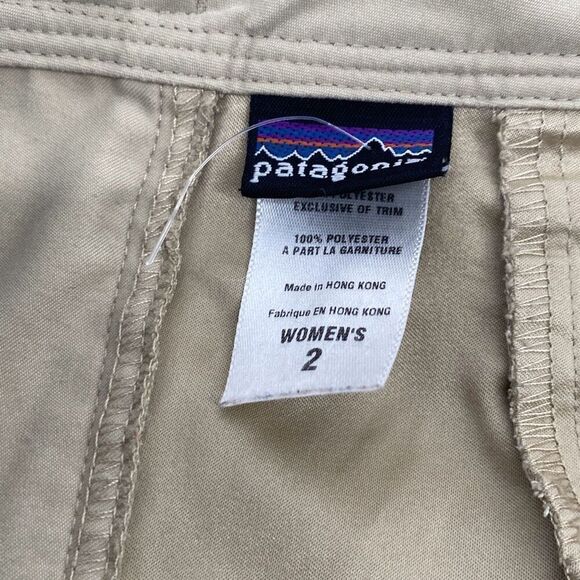 patagonia
POLYESTER
EXCLUSIVE OF TRIM
100% POLYESTER
A PART LA GARNITURE
Made in HONG KONG
Fabrique EN HONG KONG
WOMEN'S
2